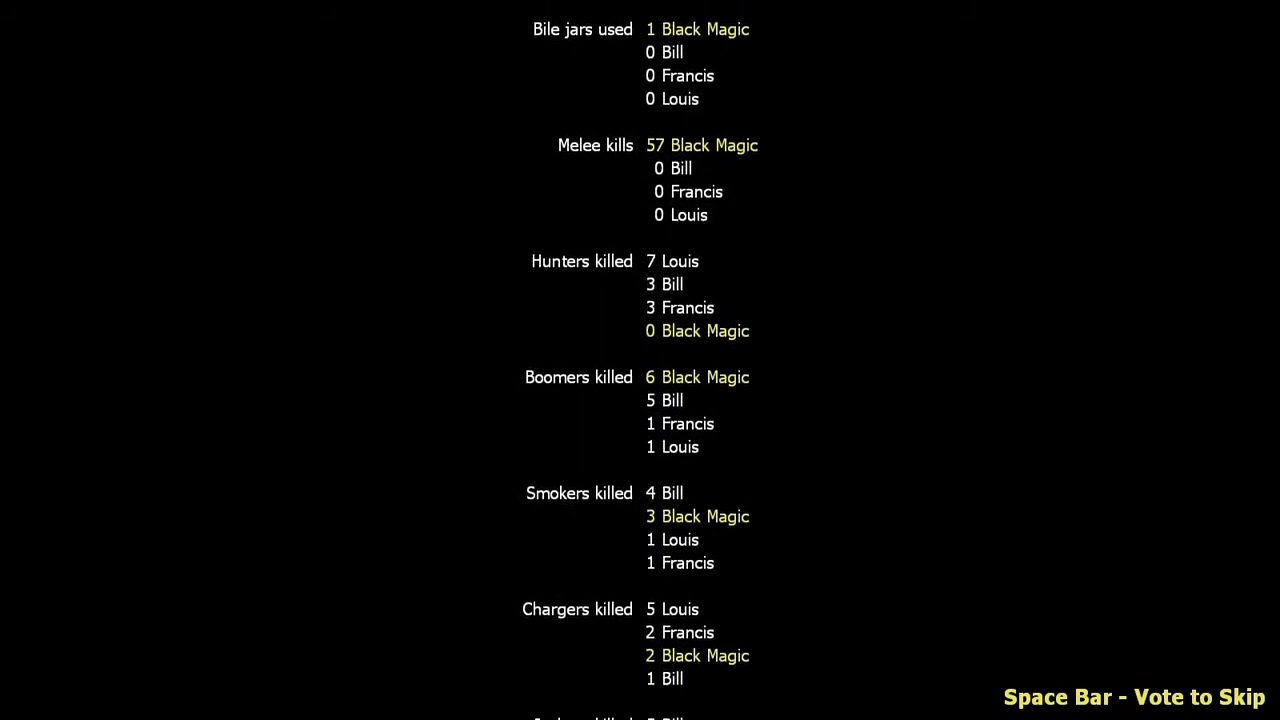 Bile jars used 1 Black Magic
0 Bill
0 Francis
0 Louis
Melee kills 57 Black Magic
0 Bill
0 Francis
0 Louis
Hunters killed 7 Louis
3 Bill
3 Francis
0 Black Magic
Boomers killed 6 Black Magic
5 Bill
1 Francis
1 Louis
Smokers killed 4 Bill
3 Black Magic
1 Louis
1 Francis
Chargers killed 5 Louis
2 Francis
2 Black Magic
1 Bill
Space Bar - Vote to Skip